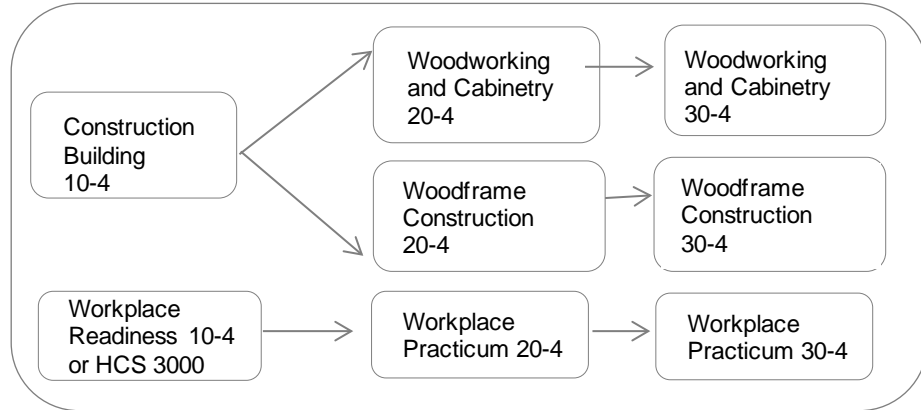 Construction
Building
10-4
Woodworking
and Cabinetry
20-4
Woodworking
and Cabinetry
30-4
Woodframe
Construction
20-4
Woodframe
Construction
30-4
Workplace
Readiness 10-4
or HCS 3000
Workplace
Practicum 20-4
Workplace
Practicum 30-4